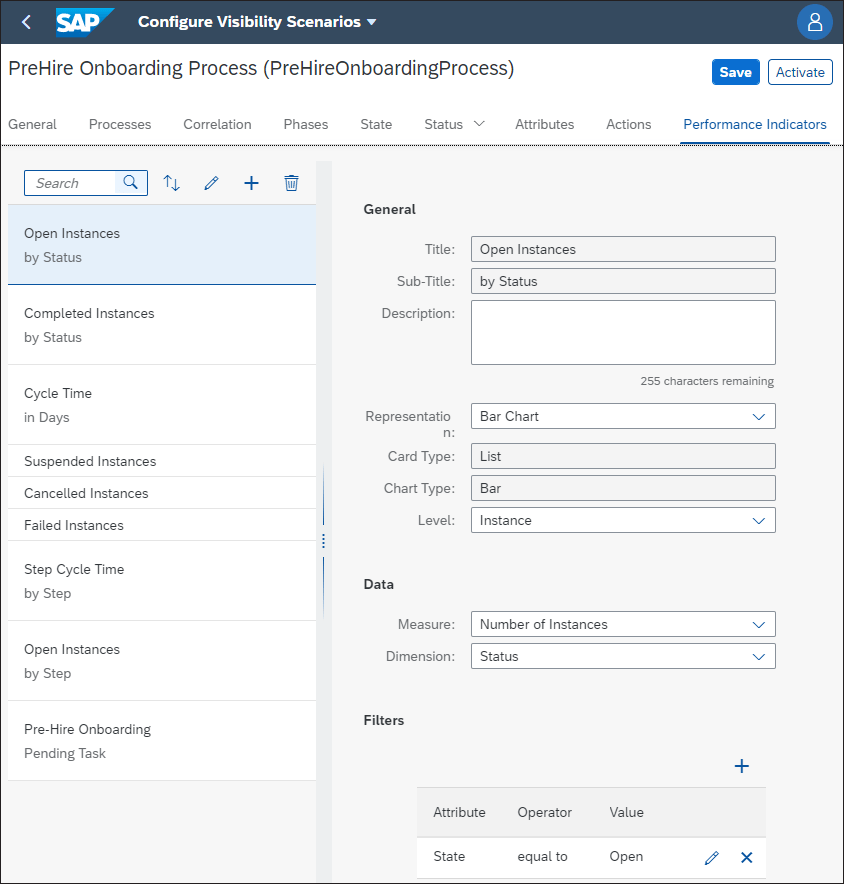 SAP Configure Visibility Scenarios
PreHire Onboarding Process (PreHireOnboardingProcess)
Save Activate
General Processes Correlation Phases State Status Attributes Actions Performance Indicators
Search
Open Instances
by Status
Completed Instances
by Status
Cycle Time
in Days
Suspended Instances
Cancelled Instances
Failed Instances
Step Cycle Time
by Step
Open Instances
by Step
Pre-Hire Onboarding
Pending Task
General
Title: Open Instances
Sub-Title: by Status
Description:
255 characters remaining
Representatio Bar Chart
n:
Card Type: List
Chart Type: Bar
Level: Instance
Data
Measure: Number of Instances
Dimension: Status
Filters
Attribute Operator Value
State equal to Open